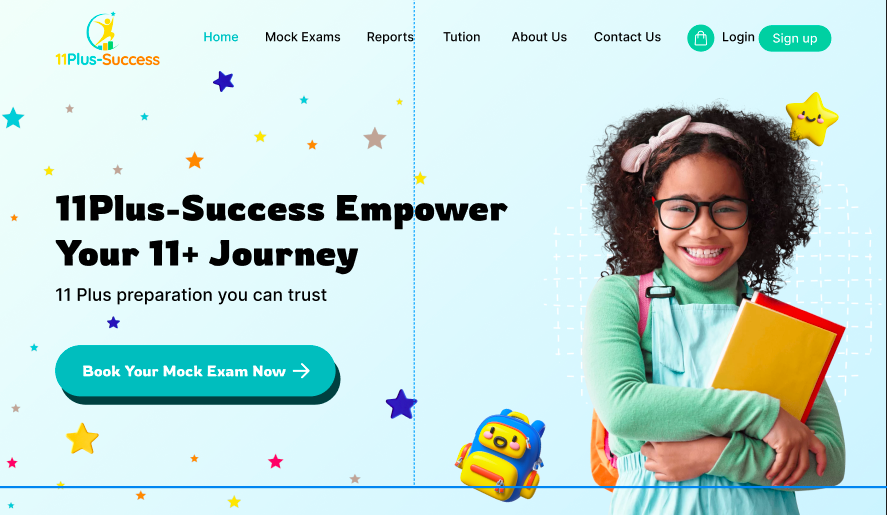 11Plus-Success
Home
Mock Exams
Reports
Tution
About Us
Contact Us
Login
Sign up
11Plus-Success Empower
Your 11+ Journey
11 Plus preparation you can trust
Book Your Mock Exam Now